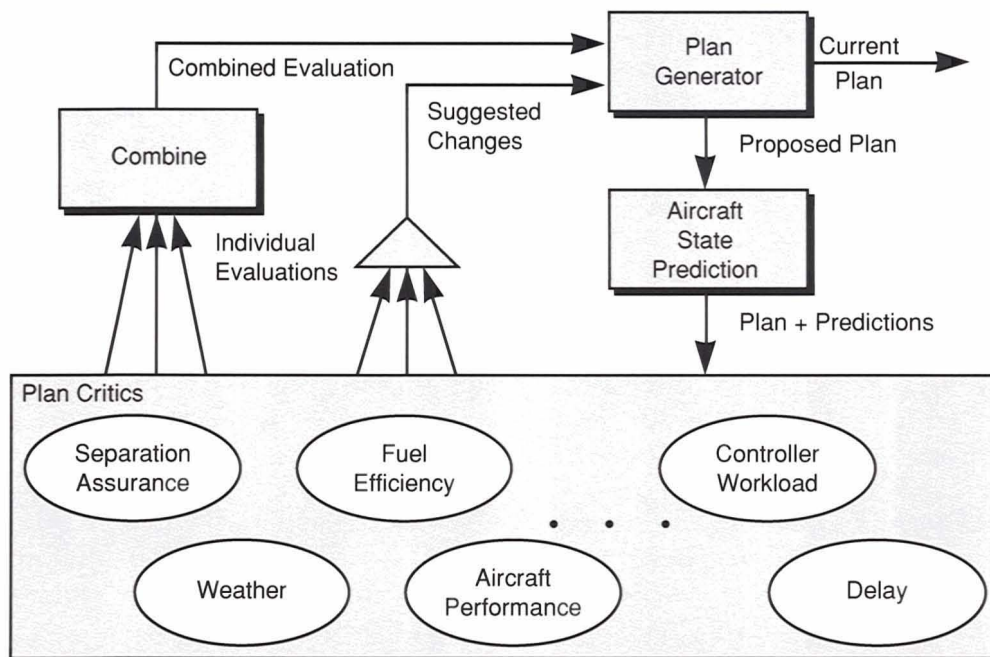 Combined Evaluation
Plan
Generator
Current
Plan
Suggested
Changes
Combine
Proposed Plan
Individual
Evaluations
Aircraft
State
Prediction
Plan + Predictions
Plan Critics
Separation
Assurance
Fuel
Efficiency
Controller
Workload
Weather
Aircraft
Performance
Delay